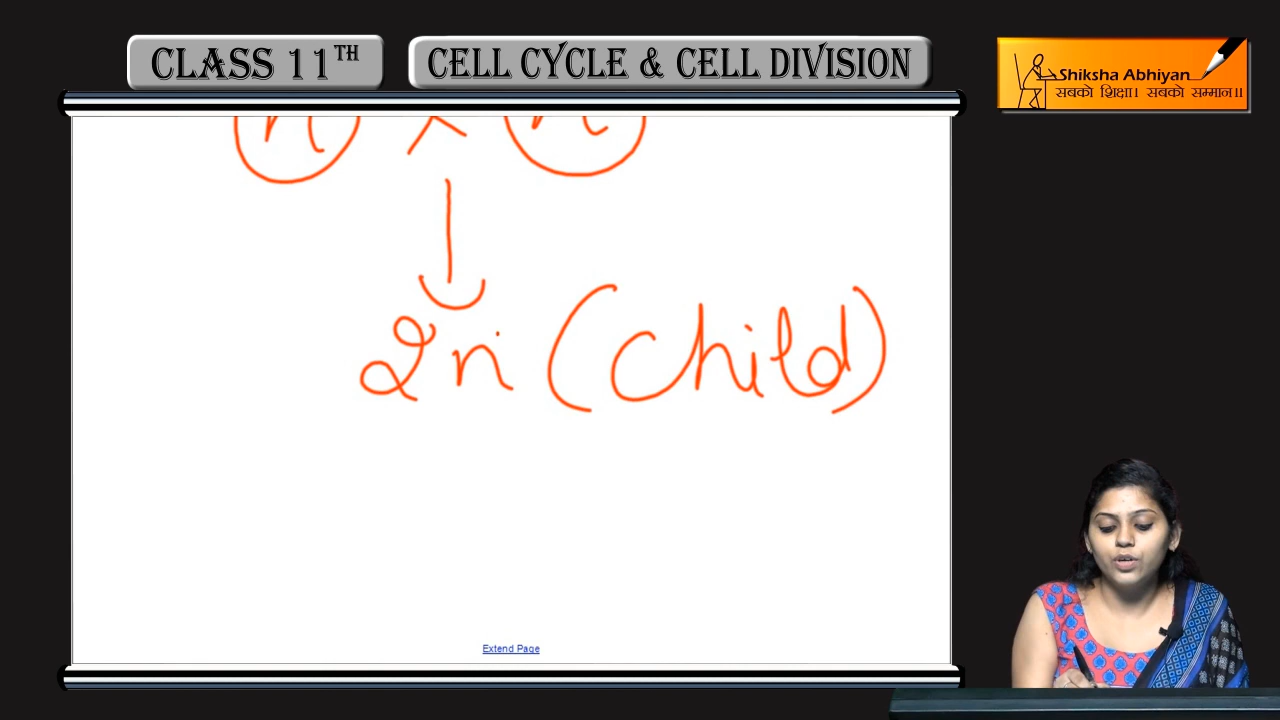 CLASS 11TH
CELL CYCLE & CELL DIVISION
Shiksha Abhiyan
सबको शिक्षा। सबको सम्मान।।
n × n
2n (Child)
Extend Page